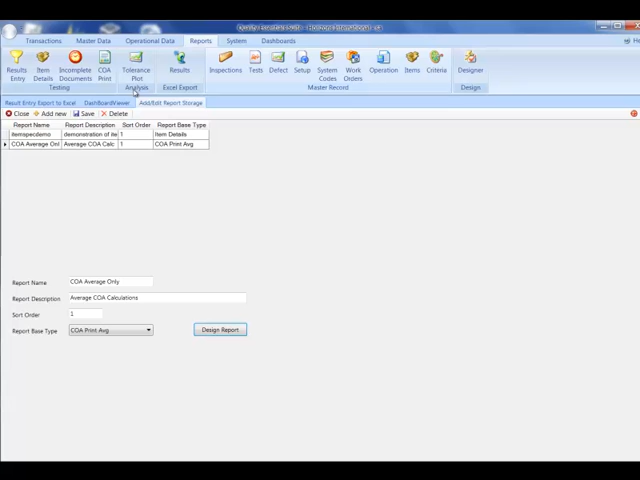 Quality Essential Suite - Horizon International - sa
Transactions Master Data Operational Data Reports System Dashboards
Results Entry Item Details Incomplete Documents COA Print Tolerance Plot Results Inspections Tests Defect Setup System Codes Work Orders Operation Items Criteria Designer
Testing Analysis Excel Export Master Record Design
Result Entry Export to Excel DashBoardViewer Add/Edit Report Storage
Close Add new Save Delete
Report Name Report Description Sort Order Report Base Type
itemspecdemo demonstration of ite 1 Item Details
COA Average Onl Average COA Calc 1 COA Print Avg
Report Name COA Average Only
Report Description Average COA Calculations
Sort Order 1
Report Base Type COA Print Avg Design Report